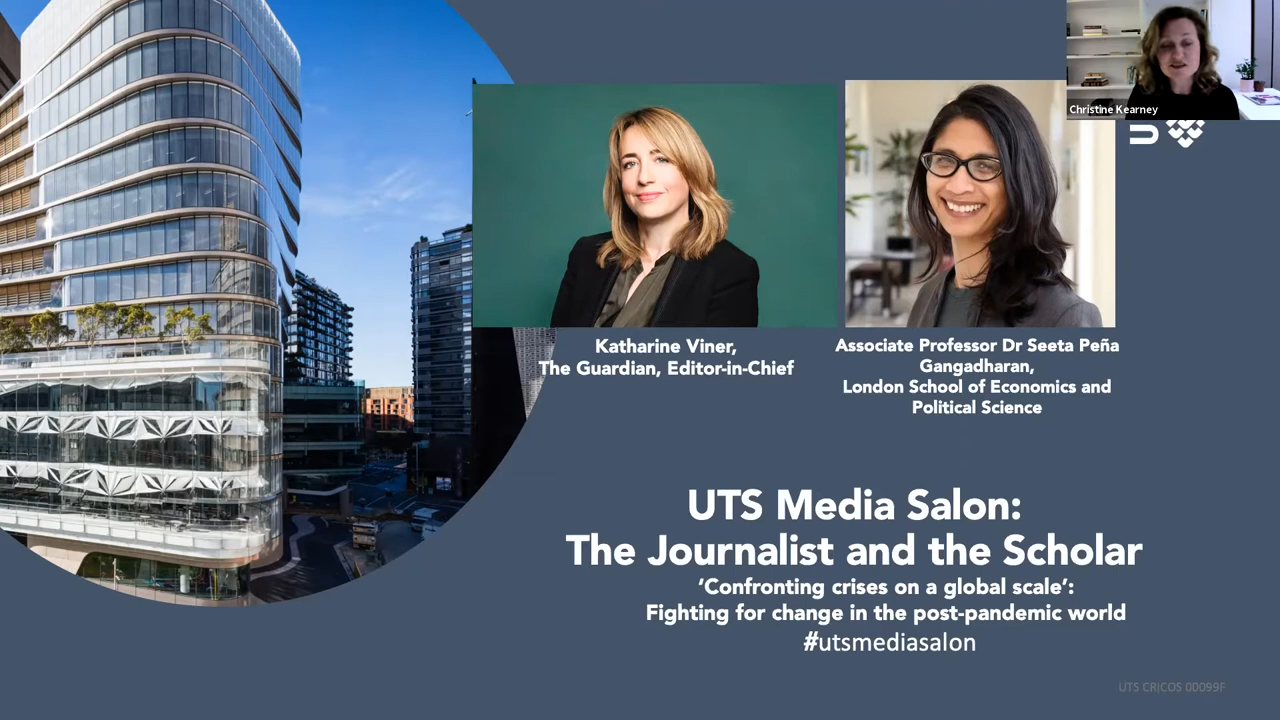 Christine Kearney
Katharine Viner,
The Guardian, Editor-in-Chief
Associate Professor Dr Seeta Peña
Gangadharan,
London School of Economics and
Political Science
UTS Media Salon:
The Journalist and the Scholar
‘Confronting crises on a global scale’:
Fighting for change in the post-pandemic world
#utsmediasalon
UTS CRICOS 00099F